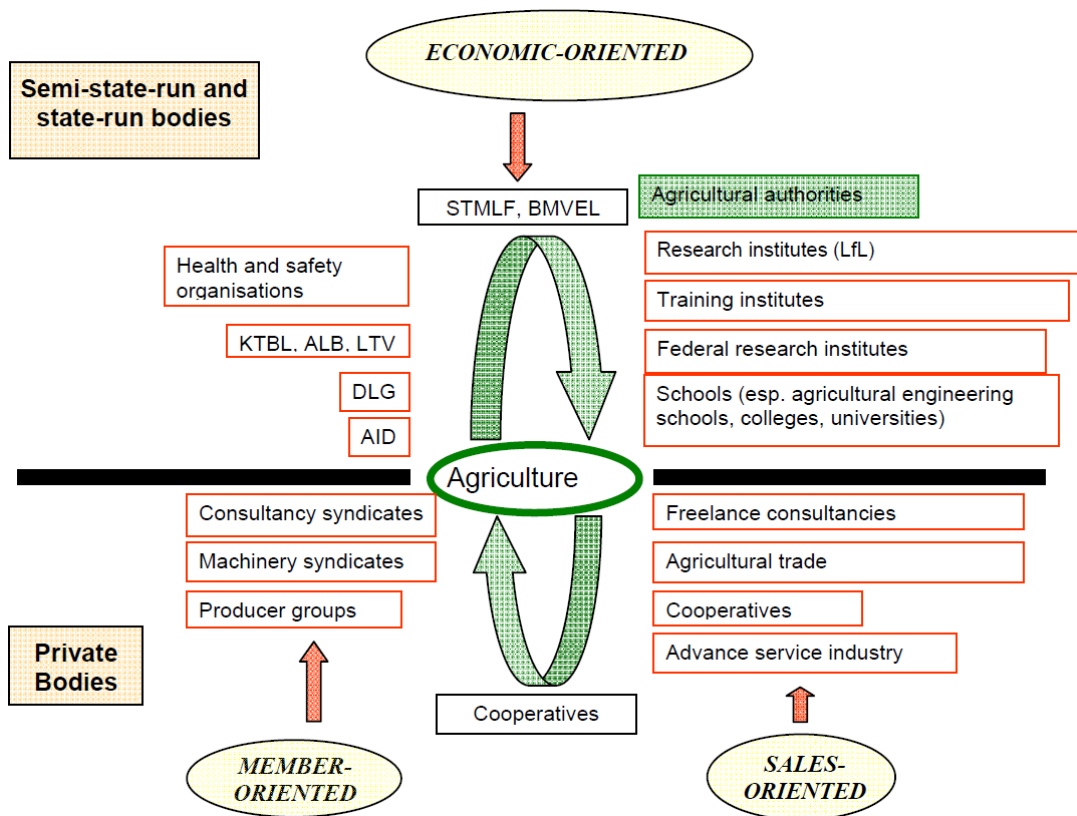 ECONOMIC-ORIENTED
Semi-state-run and
state-run bodies
STMLF, BMVEL
Agricultural authorities
Health and safety
organisations
KTBL, ALB, LTV
DLG
AID
Research institutes (LfL)
Training institutes
Federal research institutes
Schools (esp. agricultural engineering
schools, colleges, universities)
Agriculture
Consultancy syndicates
Machinery syndicates
Producer groups
Freelance consultancies
Agricultural trade
Cooperatives
Advance service industry
Private
Bodies
Cooperatives
MEMBER-
ORIENTED
SALES-
ORIENTED